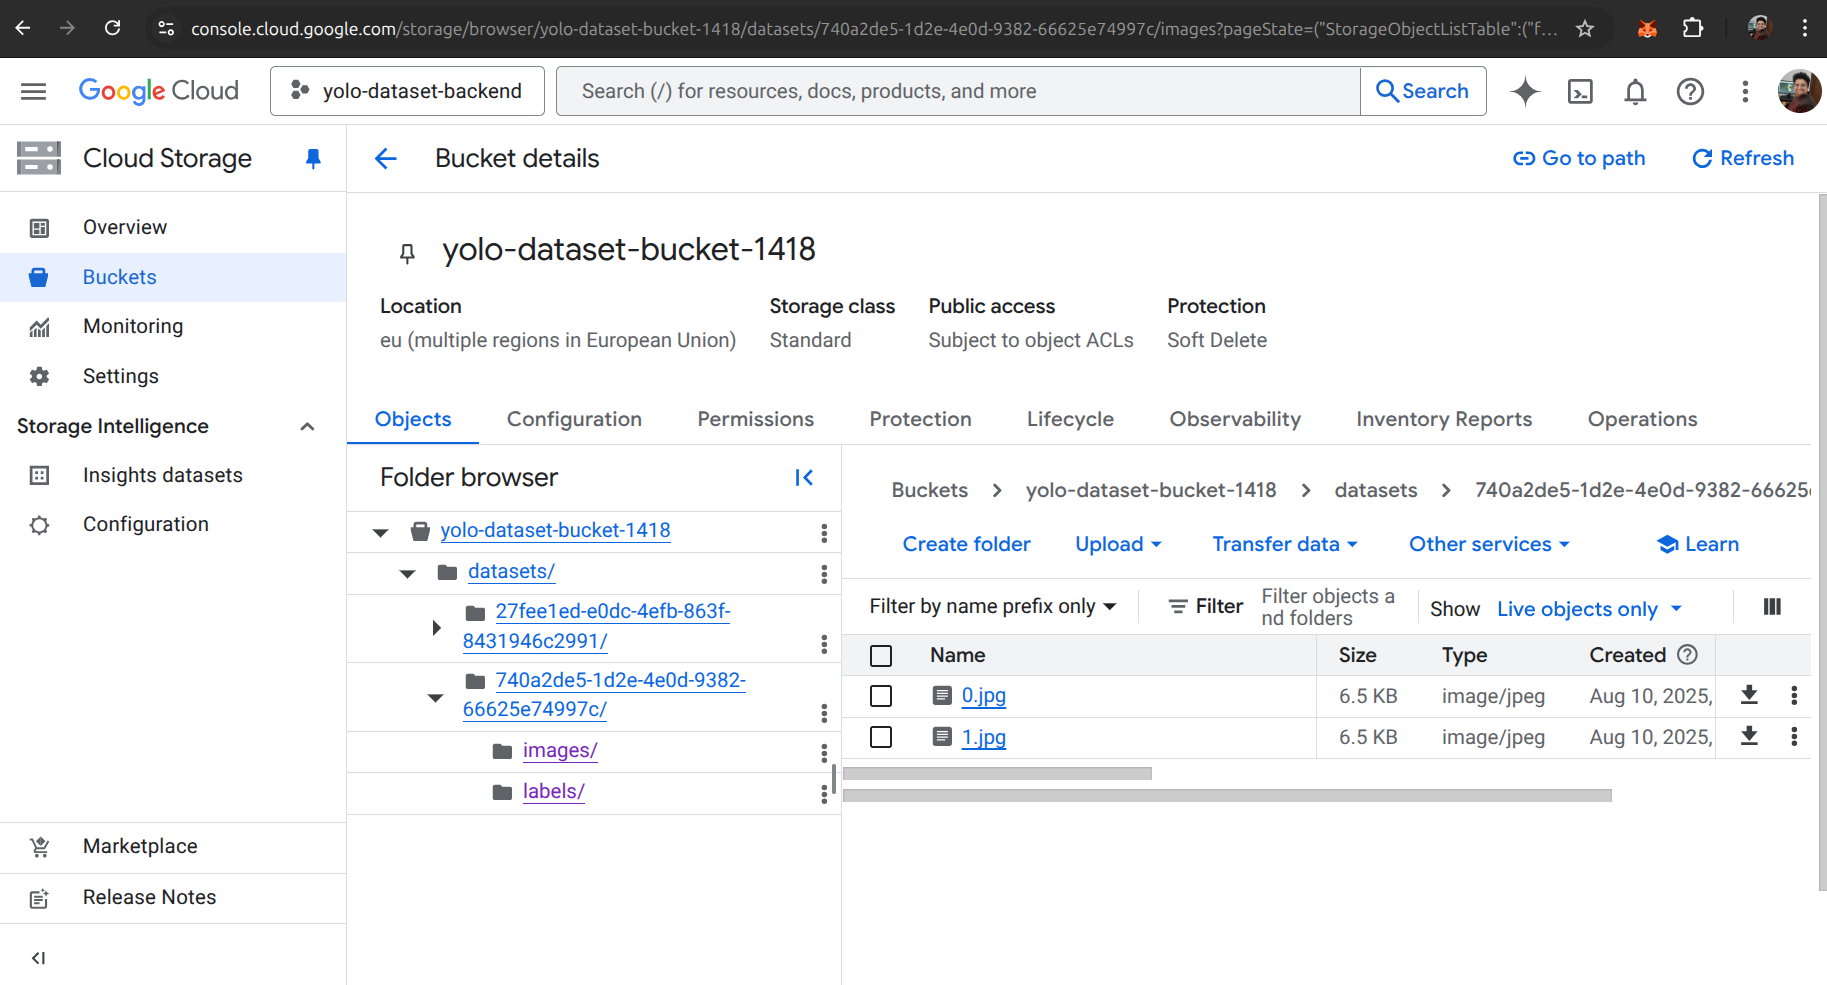 console.cloud.google.com/storage/browser/yolo-dataset-bucket-1418/datasets/740a2de5-1d2e-4e0d-9382-66625e74997c/images?pageState=("StorageObjectListTable":("f...
Google Cloud
yolo-dataset-backend
Search (/) for resources, docs, products, and more
Search
Cloud Storage
Bucket details
Go to path
Refresh
Overview
Buckets
Monitoring
Settings
Storage Intelligence
Insights datasets
Configuration
Marketplace
Release Notes
yolo-dataset-bucket-1418
Location
Storage class
Public access
Protection
eu (multiple regions in European Union)
Standard
Subject to object ACLs
Soft Delete
Objects
Configuration
Permissions
Protection
Lifecycle
Observability
Inventory Reports
Operations
Folder browser
yolo-dataset-bucket-1418
datasets/
27fee1ed-e0dc-4efb-863f-
8431946c2991/
740a2de5-1d2e-4e0d-9382-
66625e74997c/
images/
labels/
Buckets > yolo-dataset-bucket-1418 > datasets > 740a2de5-1d2e-4e0d-9382-66625
Create folder
Upload
Transfer data
Other services
Learn
Filter by name prefix only
Filter
Filter objects a
nd folders
Show
Live objects only
Name
Size
Type
Created
0.jpg
6.5 KB
image/jpeg
Aug 10, 2025,
1.jpg
6.5 KB
image/jpeg
Aug 10, 2025,